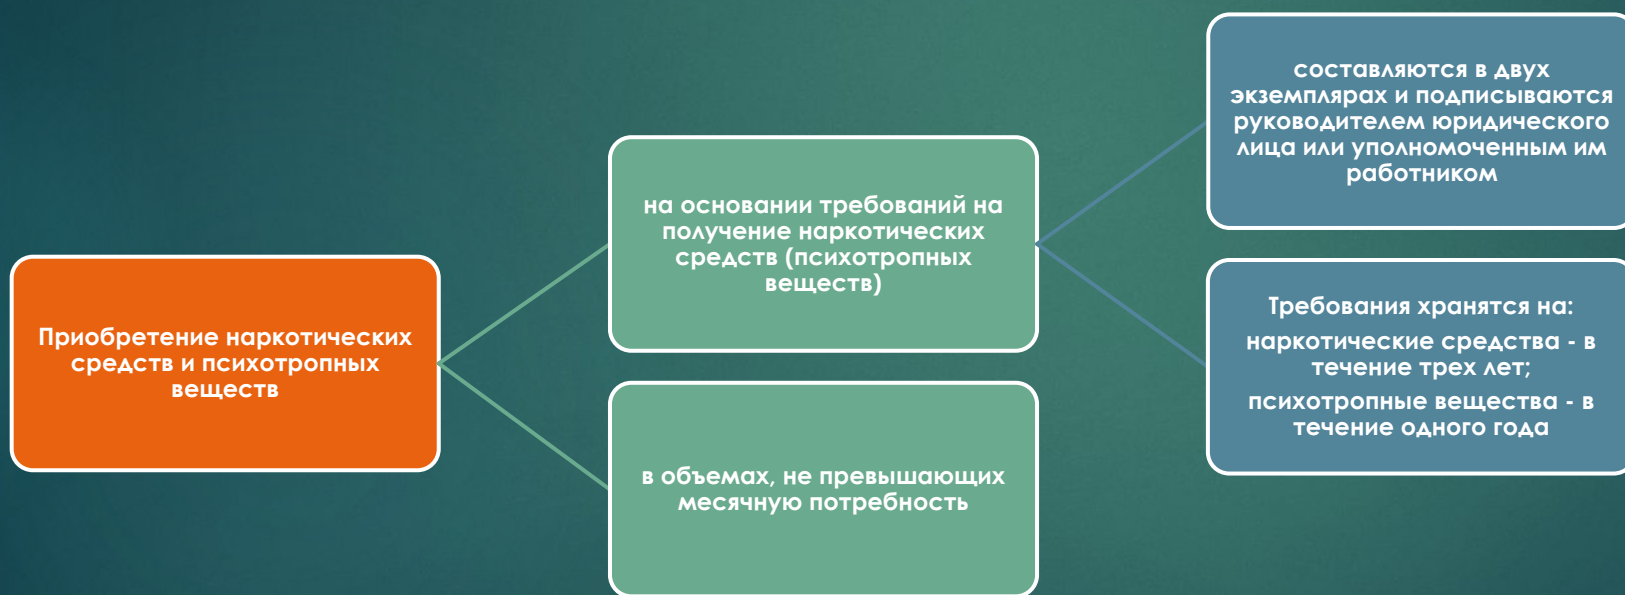 Приобретение наркотических
средств и психотропных
веществ
на основании требований на
получение наркотических
средств (психотропных
веществ)
в объемах, не превышающих
месячную потребность
составляются в двух
экземплярах и подписываются
руководителем юридического
лица или уполномоченным им
работником
Требования хранятся на:
наркотические средства - в
течение трех лет;
психотропные вещества - в
течение одного года